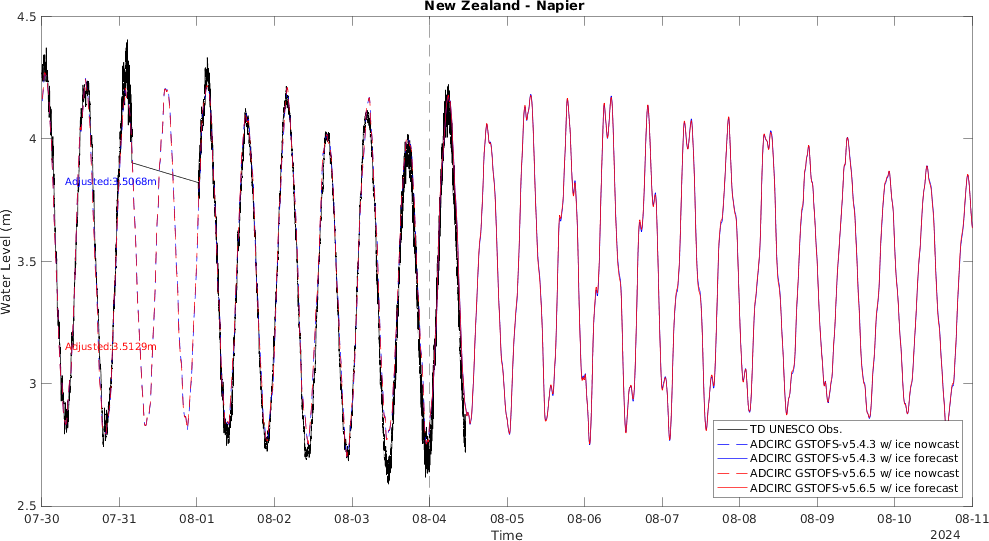 New Zealand - Napier
4.5
4
3.5
3
2.5
Water Level (m)
Adjusted:3.5068m
Adjusted:3.5129m
TD UNESCO Obs.
ADCIRC GSTOFS-v5.4.3 w/ ice nowcast
ADCIRC GSTOFS-v5.4.3 w/ ice forecast
ADCIRC GSTOFS-v5.6.5 w/ ice nowcast
ADCIRC GSTOFS-v5.6.5 w/ ice forecast
07-30 07-31 08-01 08-02 08-03 08-04 08-05 08-06 08-07 08-08 08-09 08-10 08-11
Time
2024